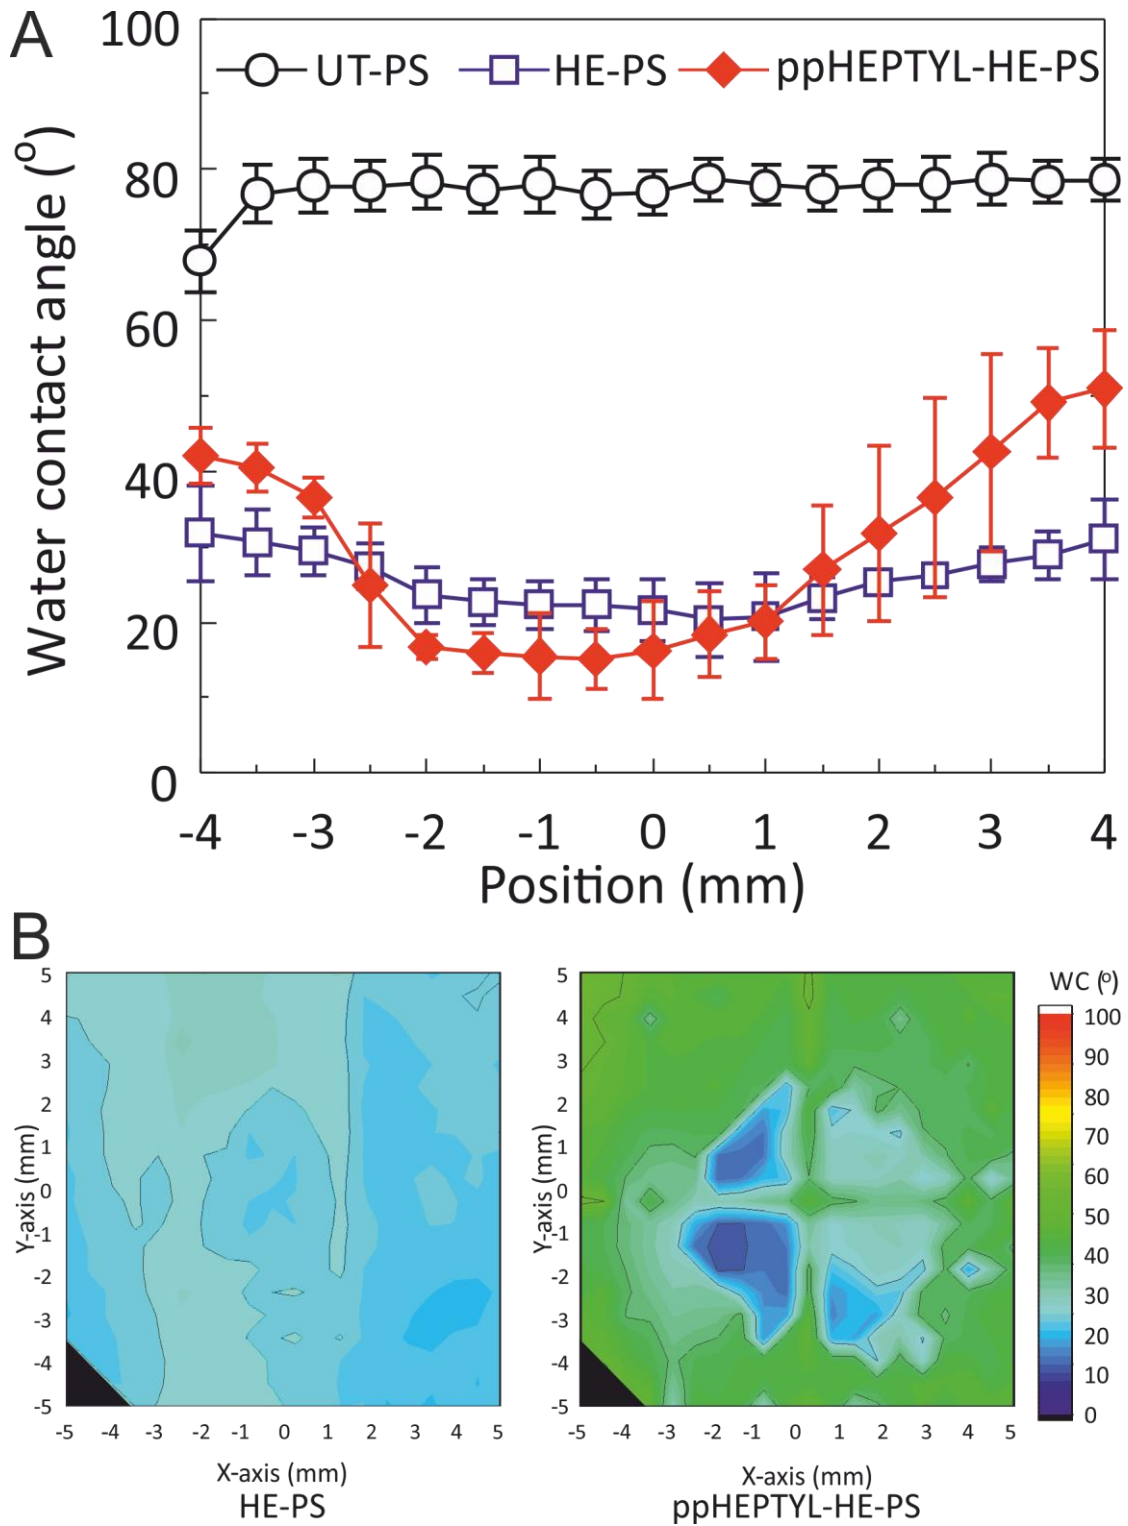 A
100
UT-PS HE-PS ppHEPTYL-HE-PS
80
60
40
20
0
Water contact angle (o)
-4 -3 -2 -1 0 1 2 3 4
Position (mm)
B
5
4
3
2
1
0
-1
-2
-3
-4
-5
Y-axis (mm)
-5 -4 -3 -2 -1 0 1 2 3 4 5
X-axis (mm)
HE-PS
5
4
3
2
1
0
-1
-2
-3
-4
-5
Y-axis (mm)
-5 -4 -3 -2 -1 0 1 2 3 4 5
X-axis (mm)
ppHEPTYL-HE-PS
WC (o)
100
90
80
70
60
50
40
30
20
10
0